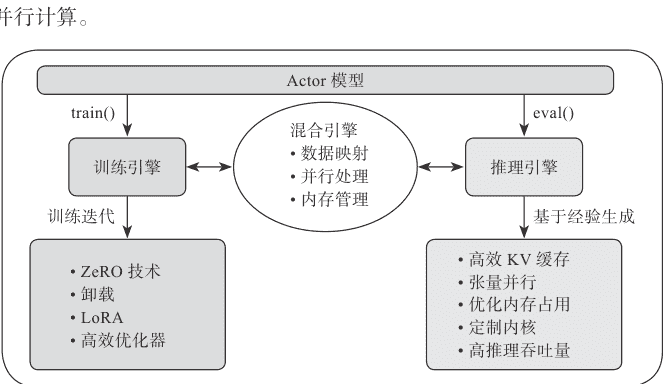 并行计算。
Actor 模型
train()
eval()
混合引擎
• 数据映射
• 并行处理
• 内存管理
训练引擎
推理引擎
训练迭代
基于经验生成
• ZeRO 技术
• 卸载
• LoRA
• 高效优化器
• 高效 KV 缓存
• 张量并行
• 优化内存占用
• 定制内核
• 高推理吞吐量